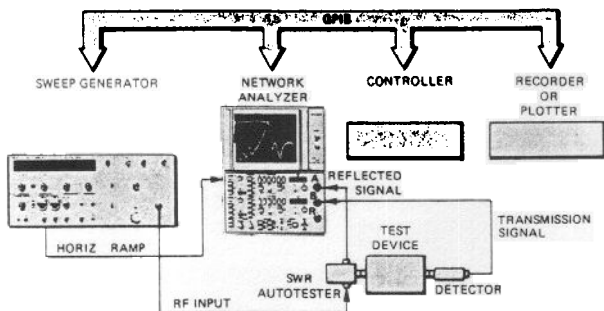 GPIB
SWEEP GENERATOR
NETWORK
ANALYZER
CONTROLLER
RECORDER
OR
PLOTTER
REFLECTED
SIGNAL
A
B
R
TRANSMISSION
SIGNAL
TEST
DEVICE
HORIZ RAMP
SWR
AUTOTESTER
DETECTOR
RF INPUT